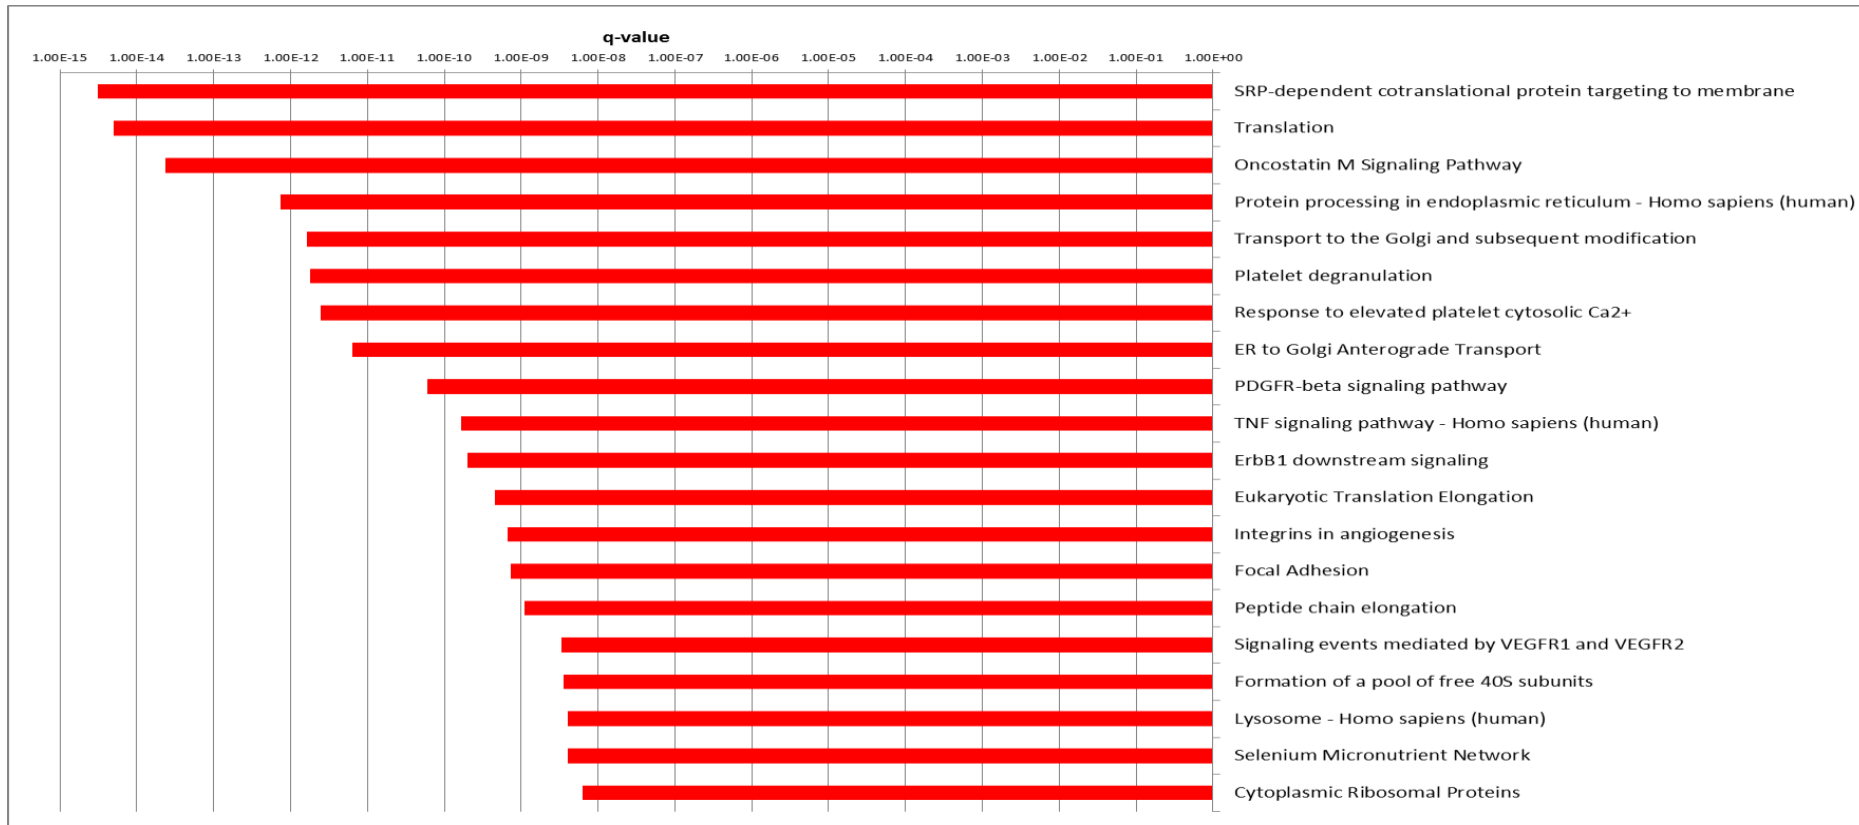 q-value
1.00E-15 1.00E-14 1.00E-13 1.00E-12 1.00E-11 1.00E-10 1.00E-09 1.00E-08 1.00E-07 1.00E-06 1.00E-05 1.00E-04 1.00E-03 1.00E-02 1.00E-01 1.00E+00
SRP-dependent cotranslational protein targeting to membrane
Translation
Oncostatin M Signaling Pathway
Protein processing in endoplasmic reticulum - Homo sapiens (human)
Transport to the Golgi and subsequent modification
Platelet degranulation
Response to elevated platelet cytosolic Ca2+
ER to Golgi Anterograde Transport
PDGFR-beta signaling pathway
TNF signaling pathway - Homo sapiens (human)
ErbB1 downstream signaling
Eukaryotic Translation Elongation
Integrins in angiogenesis
Focal Adhesion
Peptide chain elongation
Signaling events mediated by VEGFR1 and VEGFR2
Formation of a pool of free 40S subunits
Lysosome - Homo sapiens (human)
Selenium Micronutrient Network
Cytoplasmic Ribosomal Proteins